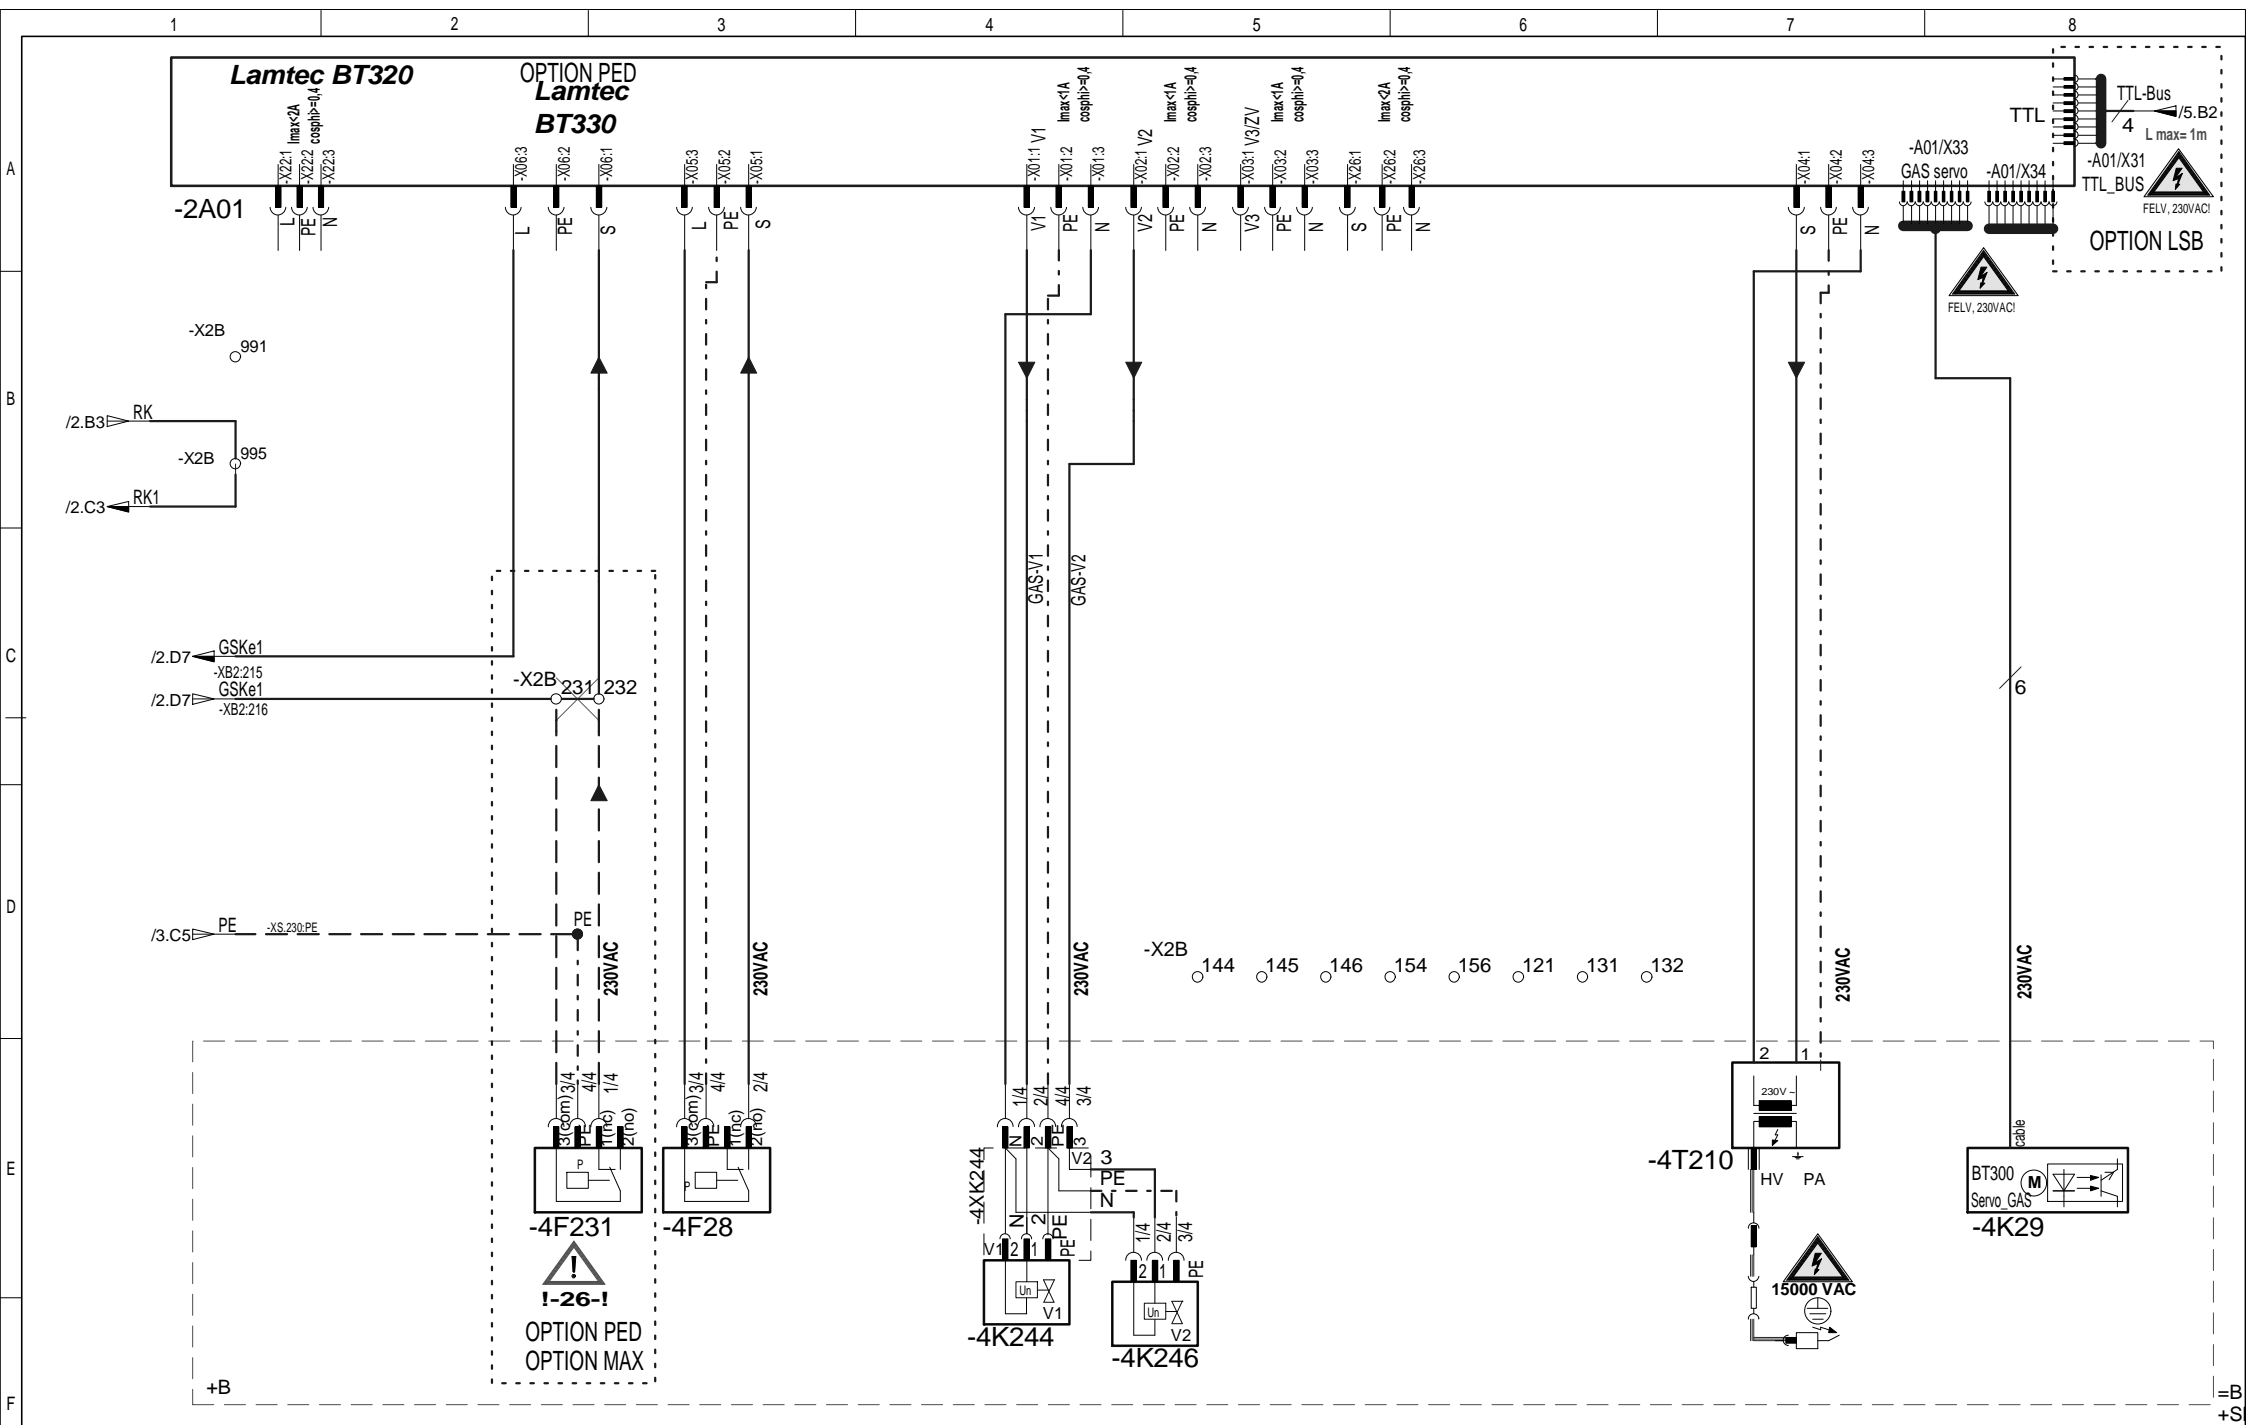 1 2 3 4 5 6 7 8
Lamtec BT320
OPTION PED
Lamtec
BT330
Imax<2A
cosphi>=0,4
Imax<1A
cosphi>=0,4
Imax<1A
cosphi>=0,4
Imax<1A
cosphi>=0,4
Imax<2A
cosphi>=0,4
TTL
TTL-Bus
/5.B2
4
L max= 1m
-A01/X31
TTL_BUS
FELV, 230VAC!
OPTION LSB
-A01/X33
GAS servo
-A01/X34
FELV, 230VAC!
A
-X22:1
-X22:2
-X22:3
-X06:3
-X06:2
-X06:1
-X05:3
-X05:2
-X05:1
-X01:1 V1
-X01:2
-X01:3
-X02:1 V2
-X02:2
-X02:3
-X03:1 V3/ZV
-X03:2
-X03:3
-X26:1
-X26:2
-X26:3
-X04:1
-X04:2
-X04:3
-2A01
L PE N
L PE S
L PE S
V1 PE N
V2 PE N
V3 PE N
S PE N
S PE N
-X2B
991
B
/2.B3 RK
-X2B 995
/2.C3 RK1
GAS-V1
GAS-V2
C
/2.D7 GSKe1
-XB2:215
/2.D7 GSKe1
-XB2:216
-X2B 231 232
6
D
/3.C5 PE -XS.230:PE
PE
230VAC
230VAC
230VAC
230VAC
230VAC
-X2B
144 145 146 154 156 121 131 132
E
3/4 4/4 1/4
3(com) PE 1(nc) 2(no)
P
-4F231
3/4 4/4 2/4
3(com) PE 1(nc) 2(no)
P
-4F28
1/4 2/4 4/4 3/4
N 2 PE 3
-4XK244
V2 3
PE
N
N 2 PE
V1 2 1 PE
1/4 2/4 3/4
2 1 PE
Un
V1
-4K244
Un
V2
-4K246
2 1
230V ~
-4T210
HV PA
15000 VAC
cable
BT300
M
Servo_GAS
-4K29
!
!-26-!
OPTION PED
OPTION MAX
F
+B
=B
+S